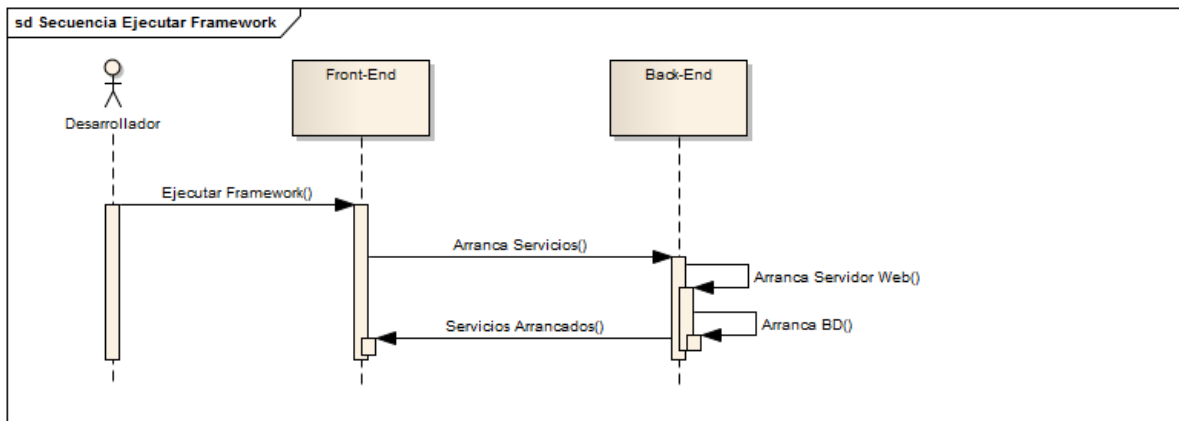 sd Secuencia Ejecutar Framework
Front-End
Back-End
Desarrollador
Ejecutar Framework()
Arranca Servicios()
Arranca Servidor Web()
Arranca BD()
Servicios Arrancados()